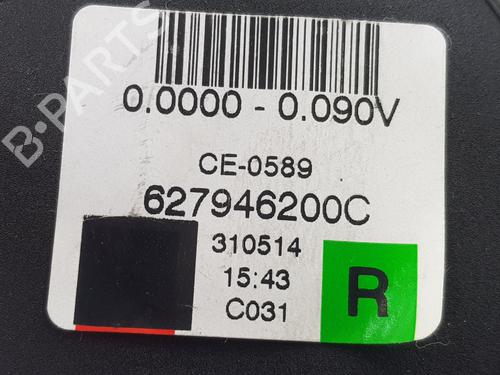 0.0000 - 0.090V
CE-0589
627946200C
310514
15:43
C031
R
B-PARTS